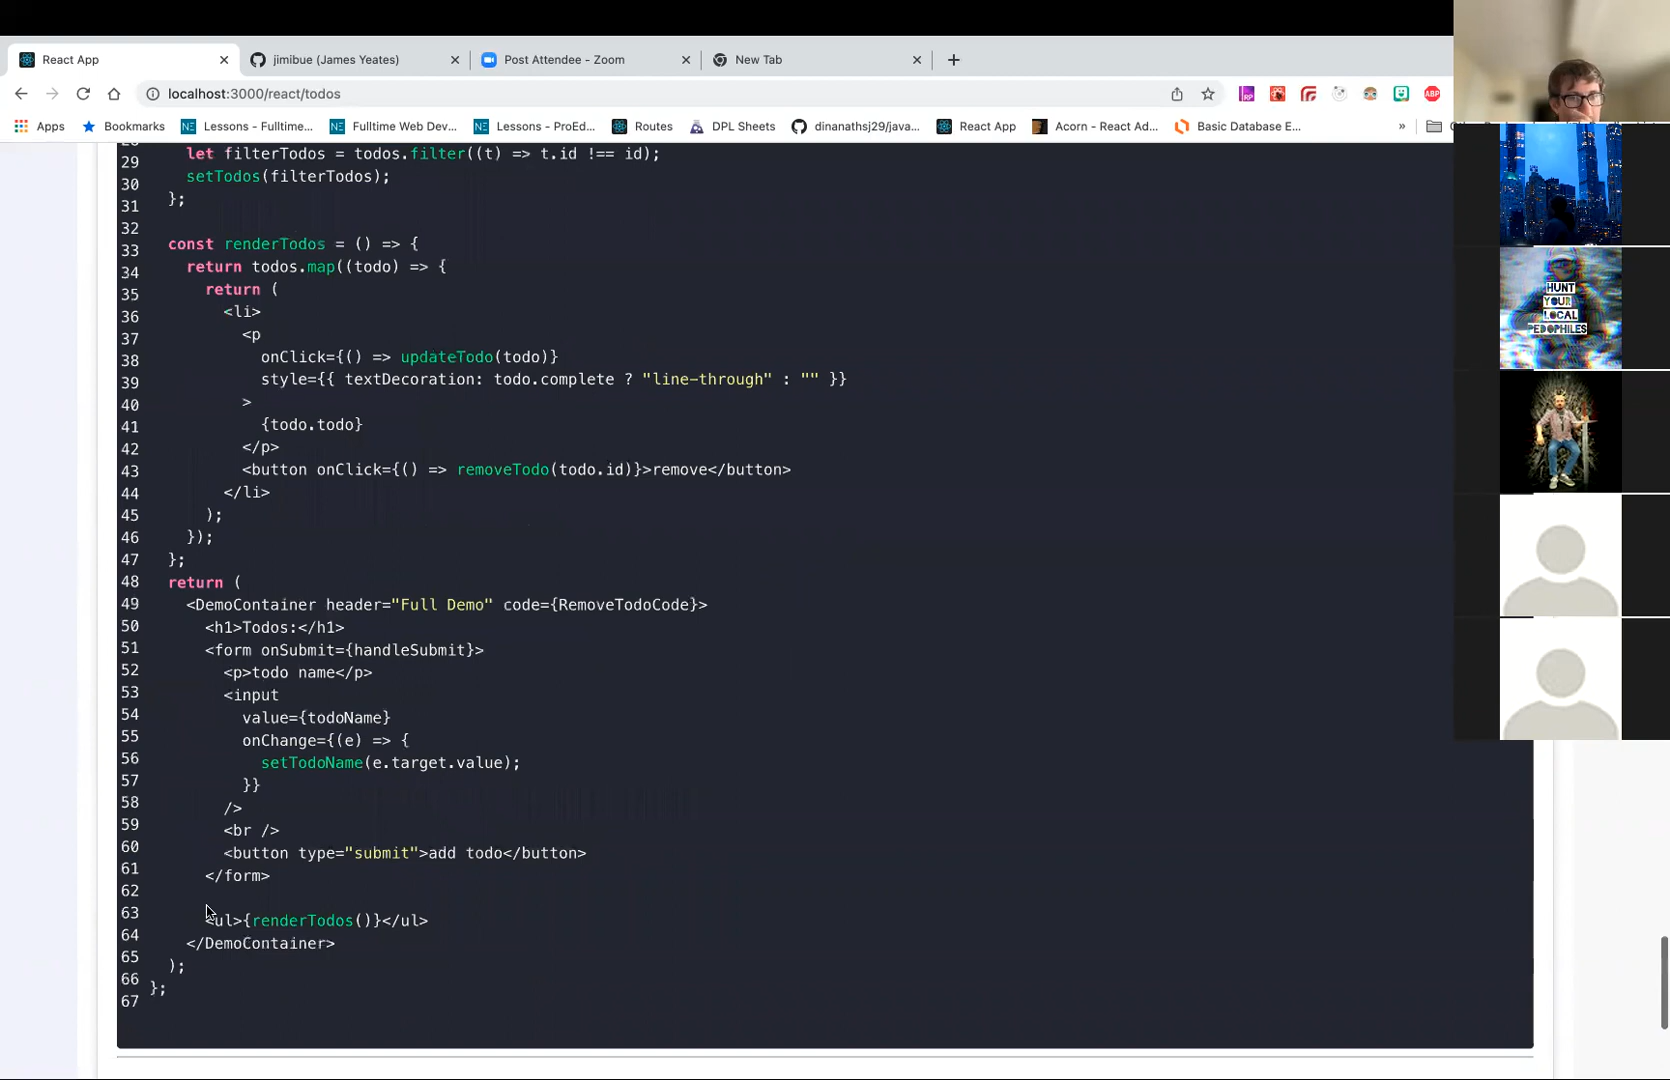 React App
jimibue (James Yeates)
Post Attendee - Zoom
New Tab
localhost:3000/react/todos
Apps
Bookmarks
Lessons - Fulltime...
Fulltime Web Dev...
Lessons - ProEd...
Routes
DPL Sheets
dinanathsj29/java...
React App
Acorn - React Ad...
Basic Database E...
»
29 let filterTodos = todos.filter((t) => t.id !== id);
30 setTodos(filterTodos);
31 };
32
33 const renderTodos = () => {
34 return todos.map((todo) => {
35 return (
36 <li>
37 <p
38 onClick={() => updateTodo(todo)}
39 style={{ textDecoration: todo.complete ? "line-through" : "" }}
40 >
41 {todo.todo}
42 </p>
43 <button onClick={() => removeTodo(todo.id)}>remove</button>
44 </li>
45 );
46 });
47 };
48 return (
49 <DemoContainer header="Full Demo" code={RemoveTodoCode}>
50 <h1>Todos:</h1>
51 <form onSubmit={handleSubmit}>
52 <p>todo name</p>
53 <input
54 value={todoName}
55 onChange={(e) => {
56 setTodoName(e.target.value);
57 }}
58 />
59 <br />
60 <button type="submit">add todo</button>
61 </form>
62
63 <ul>{renderTodos()}</ul>
64 </DemoContainer>
65 );
66 };
67
HUNT
YOUR
LOCAL
PEDOPHILES
ABP